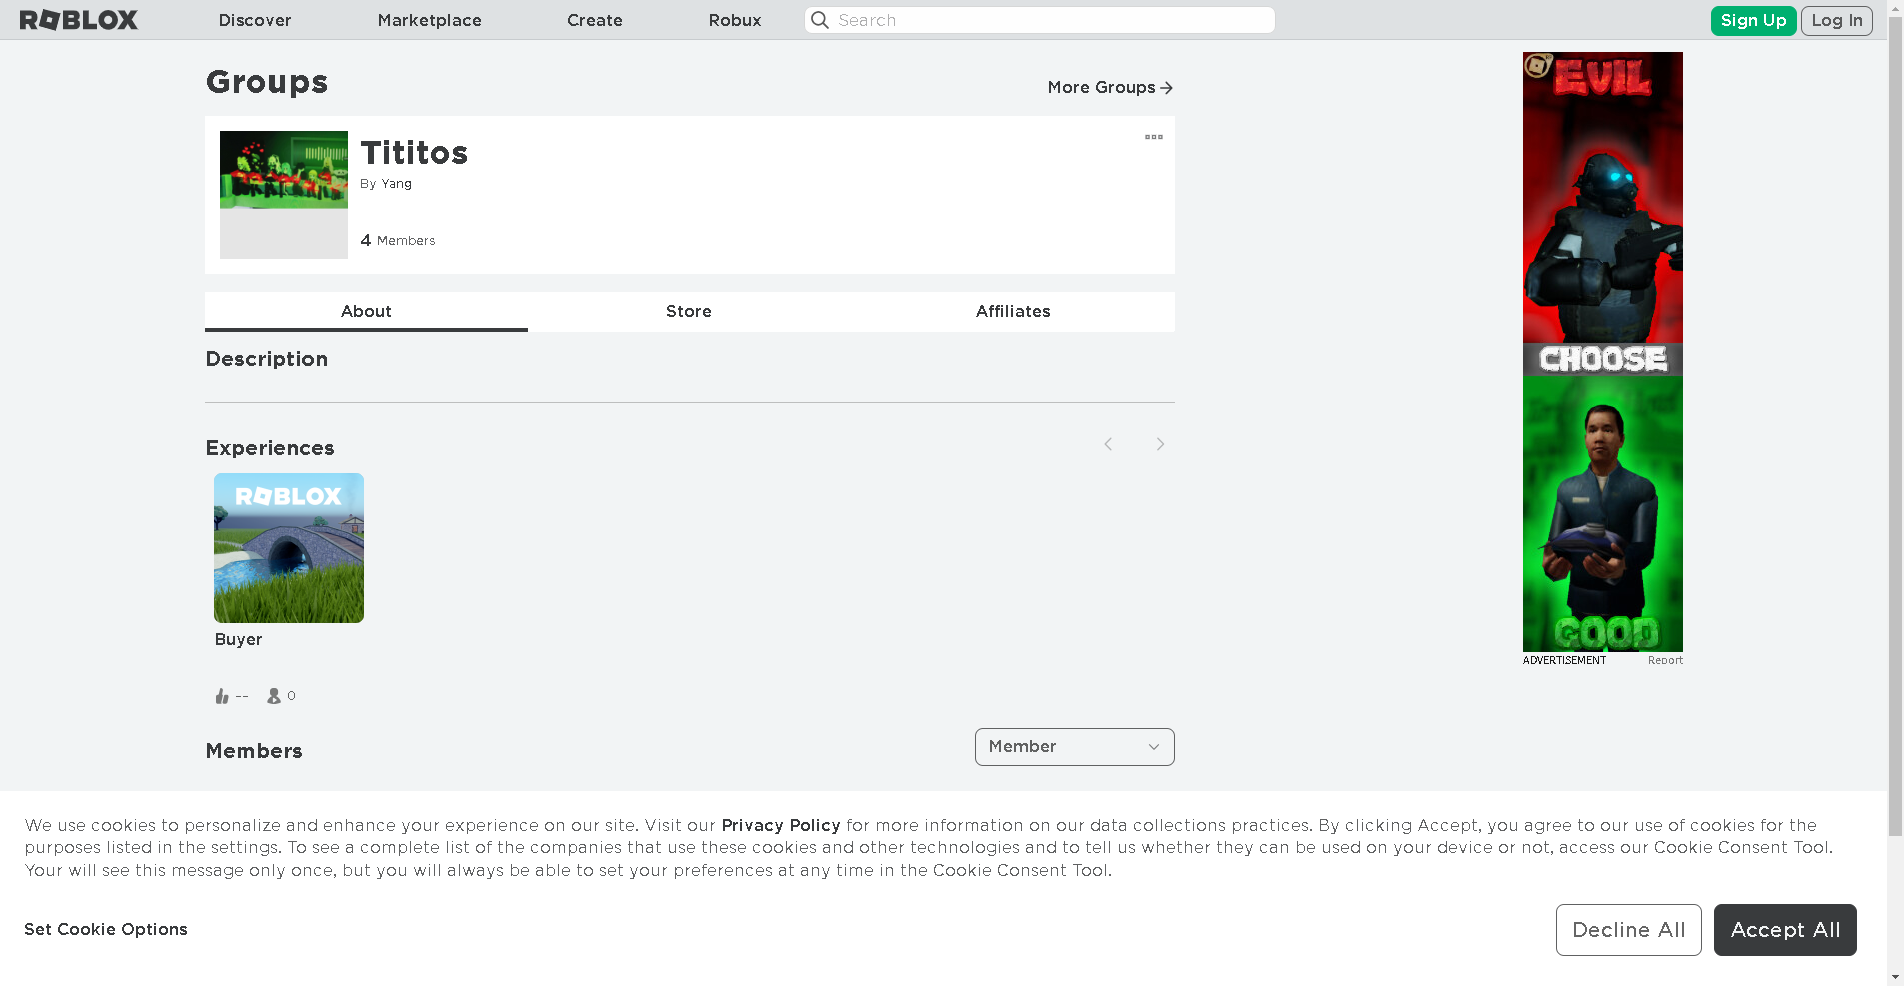 ROBLOX
Discover
Marketplace
Create
Robux
Search
Sign Up
Log In
Groups
More Groups
Tititos
By Yang
4 Members
About
Store
Affiliates
Description
Experiences
ROBLOX
Buyer
-- 0
Members
Member
EVIL
CHOOSE
GOOD
ADVERTISEMENT
Report
We use cookies to personalize and enhance your experience on our site. Visit our Privacy Policy for more information on our data collections practices. By clicking Accept, you agree to our use of cookies for the
purposes listed in the settings. To see a complete list of the companies that use these cookies and other technologies and to tell us whether they can be used on your device or not, access our Cookie Consent Tool.
Your will see this message only once, but you will always be able to set your preferences at any time in the Cookie Consent Tool.
Set Cookie Options
Decline All
Accept All